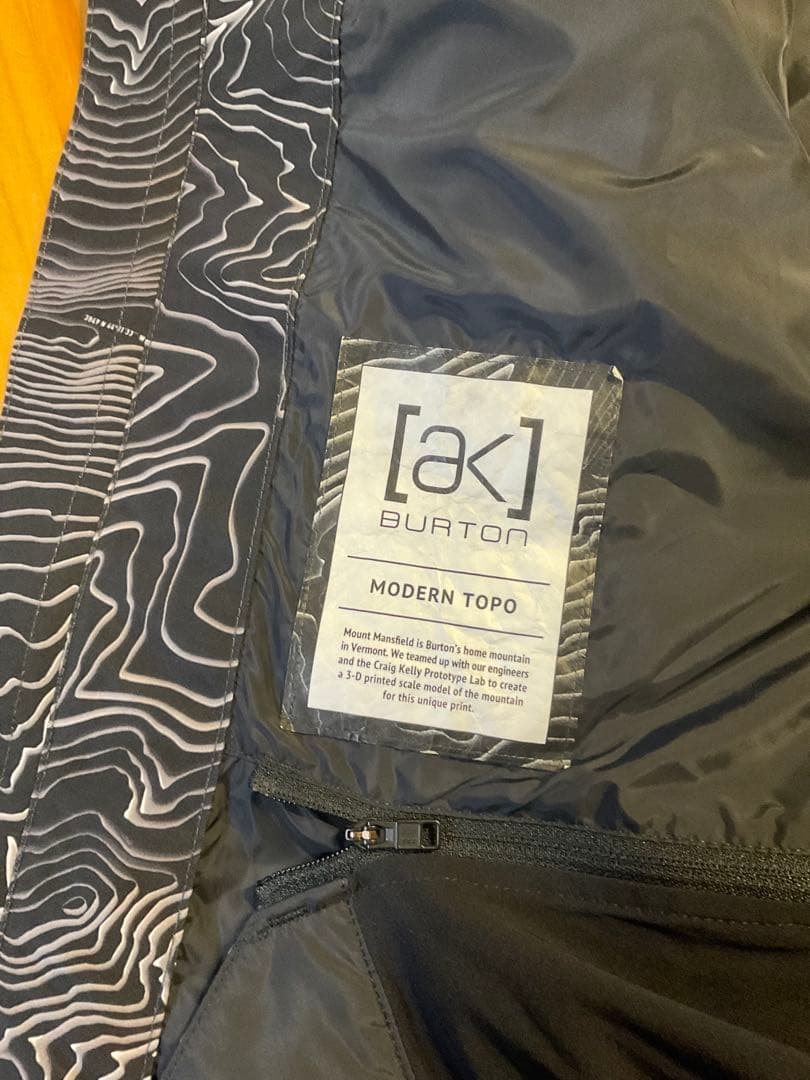 [ak]
BURTON
MODERN TOPO
Mount Mansfield is Burton's home mountain
in Vermont. We teamed up with our engineers
and the Craig Kelly Prototype Lab to create
a 3-D printed scale model of the mountain
for this unique print.